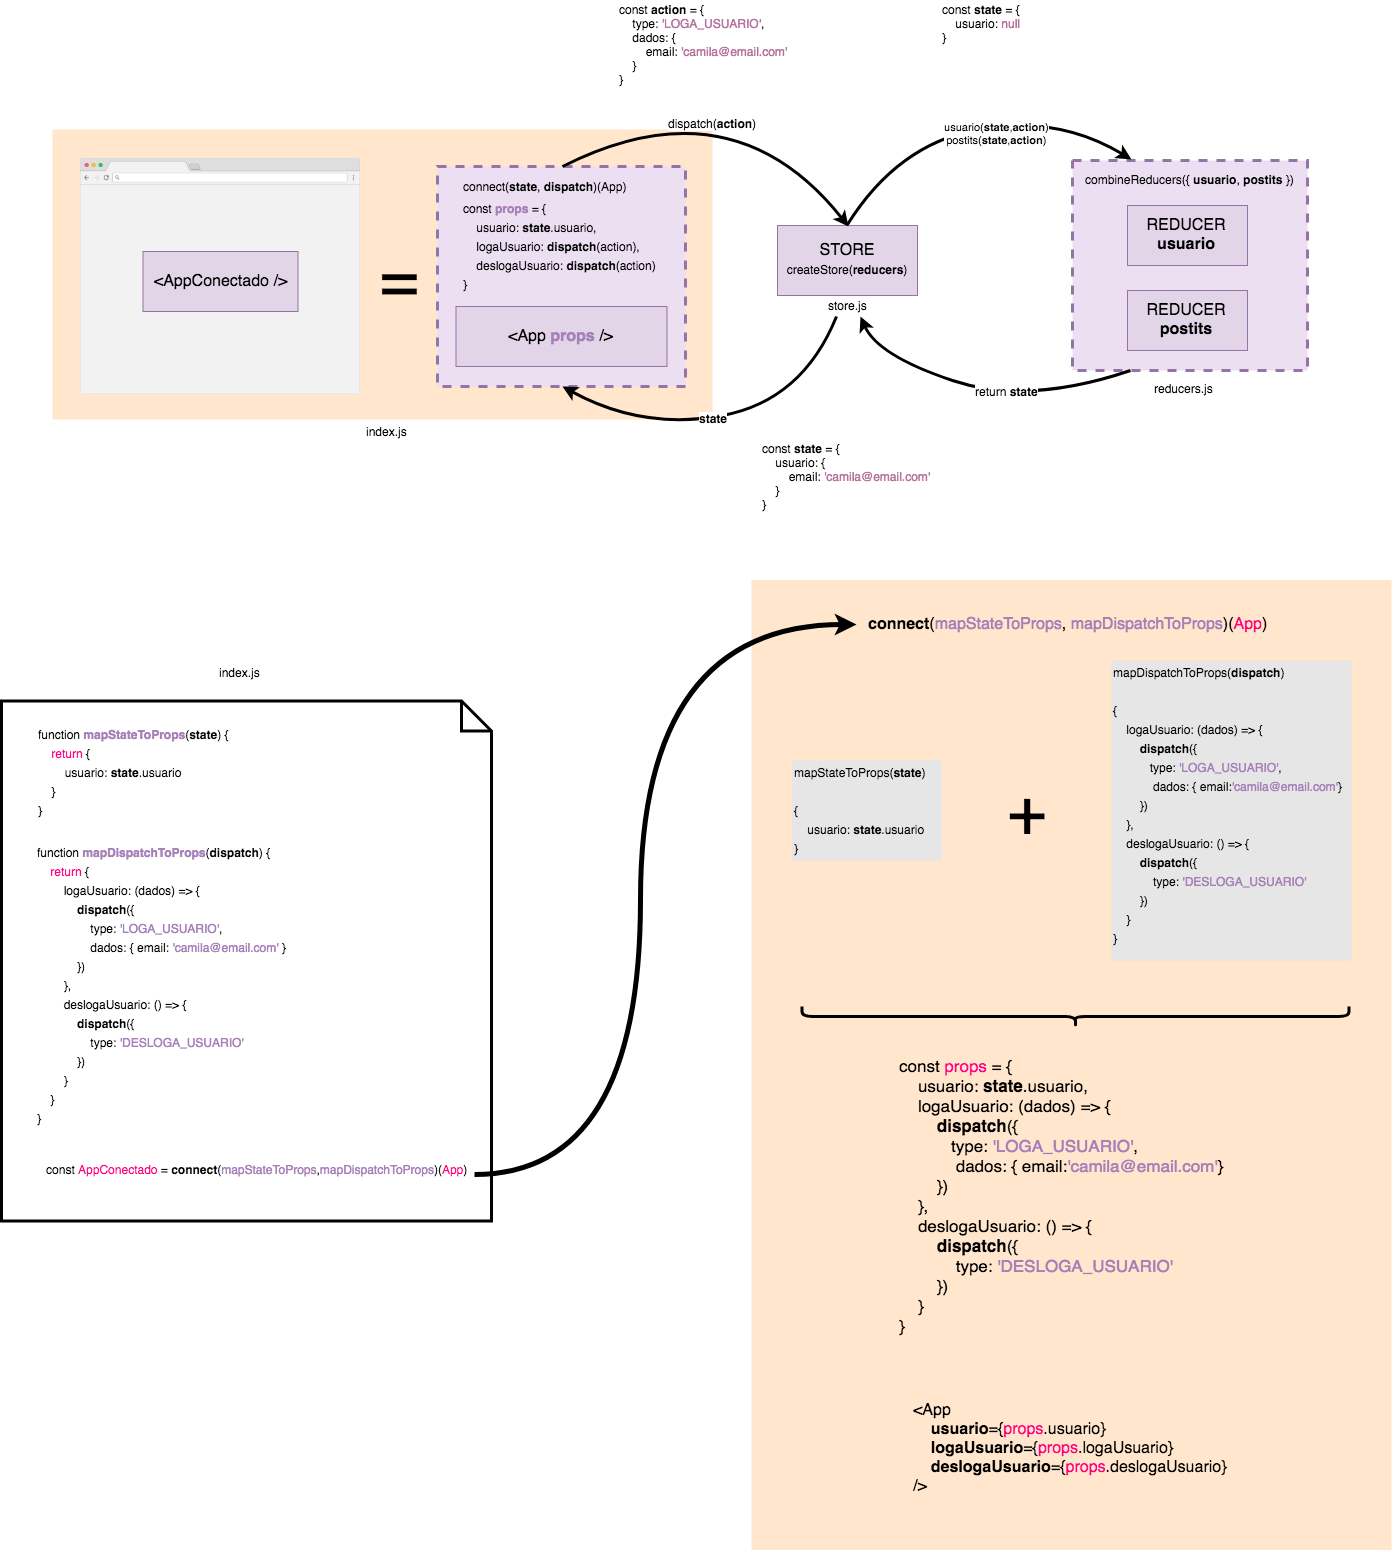 const action = {
type: 'LOGA_USUARIO',
dados: {
email: 'camila@email.com'
}
}
const state = {
usuario: null
}
dispatch(action)
usuario(state,action)
postits(state,action)
<AppConectado />
=
connect(state, dispatch)(App)
const props = {
usuario: state.usuario,
logaUsuario: dispatch(action),
deslogaUsuario: dispatch(action)
}
<App props />
STORE
createStore(reducers)
store.js
combineReducers({ usuario, postits })
REDUCER
usuario
REDUCER
postits
reducers.js
return state
state
index.js
const state = {
usuario: {
email: 'camila@email.com'
}
}
index.js
function mapStateToProps(state) {
return {
usuario: state.usuario
}
}
function mapDispatchToProps(dispatch) {
return {
logaUsuario: (dados) => {
dispatch({
type: 'LOGA_USUARIO',
dados: { email: 'camila@email.com' }
})
},
deslogaUsuario: () => {
dispatch({
type: 'DESLOGA_USUARIO'
})
}
}
}
const AppConectado = connect(mapStateToProps,mapDispatchToProps)(App)
connect(mapStateToProps, mapDispatchToProps)(App)
mapStateToProps(state)
{
usuario: state.usuario
}
+
mapDispatchToProps(dispatch)
{
logaUsuario: (dados) => {
dispatch({
type: 'LOGA_USUARIO',
dados: { email:'camila@email.com'}
})
},
deslogaUsuario: () => {
dispatch({
type: 'DESLOGA_USUARIO'
})
}
}
const props = {
usuario: state.usuario,
logaUsuario: (dados) => {
dispatch({
type: 'LOGA_USUARIO',
dados: { email:'camila@email.com'}
})
},
deslogaUsuario: () => {
dispatch({
type: 'DESLOGA_USUARIO'
})
}
}
<App
usuario={props.usuario}
logaUsuario={props.logaUsuario}
deslogaUsuario={props.deslogaUsuario}
/>